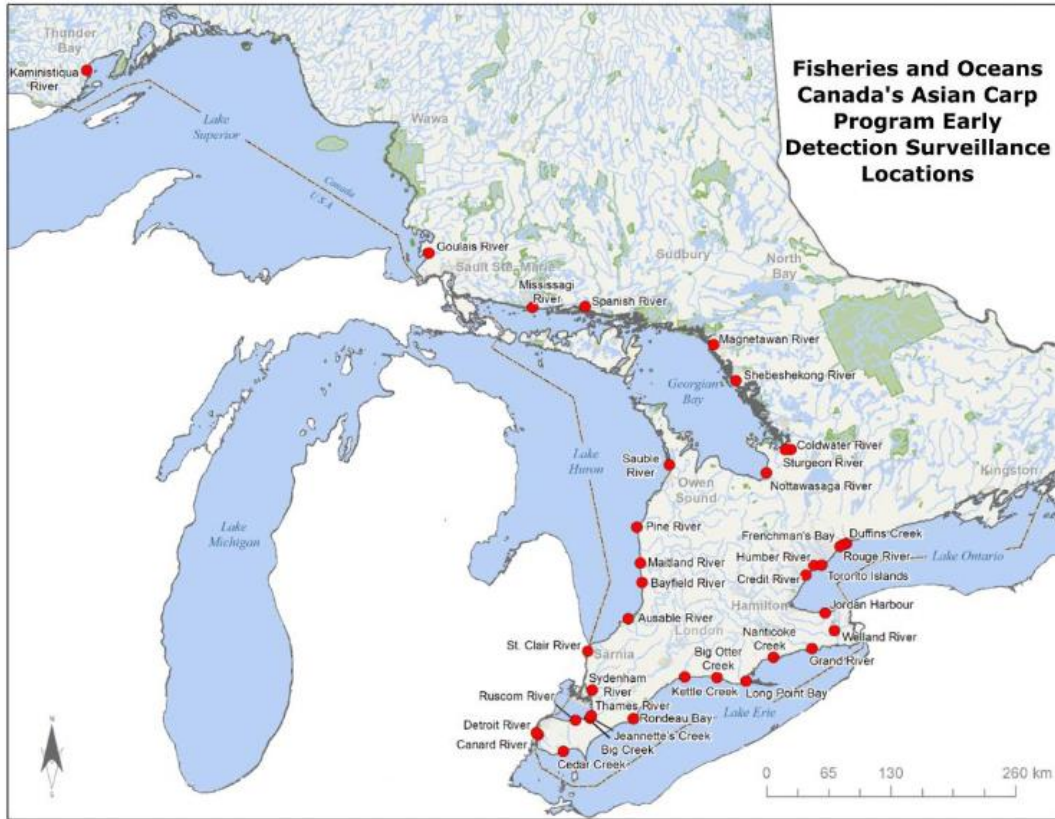 Fisheries and Oceans
Canada's Asian Carp
Program Early
Detection Surveillance
Locations
Thunder
Bay
Kaministiqua
River
Lake
Superior
Wawa
Canada
U.S.A
Goulais River
Sault Ste. Marie
Mississagi
River
Spanish River
Sudbury
North
Bay
Magnetawan River
Shebeshekong River
Georgian
Bay
Coldwater River
Sturgeon River
Nottawasaga River
Sauble
River
Owen
Sound
Lake
Huron
Lake
Michigan
Kingston
Pine River
Maitland River
Bayfield River
Ausable River
Frenchman's Bay
Duffins Creek
Rouge River
Humber River
Toronto Islands
Credit River
Lake Ontario
Hamilton
Jordan Harbour
Welland River
Grand River
Nanticoke
Creek
London
St. Clair River
Sarnia
Big Otter
Creek
Kettle Creek
Long Point Bay
Lake Erie
Sydenham
River
Ruscom River
Thames River
Rondeau Bay
Jeannette's Creek
Big Creek
Detroit River
Canard River
Cedar Creek
N
S
0 65 130 260 km